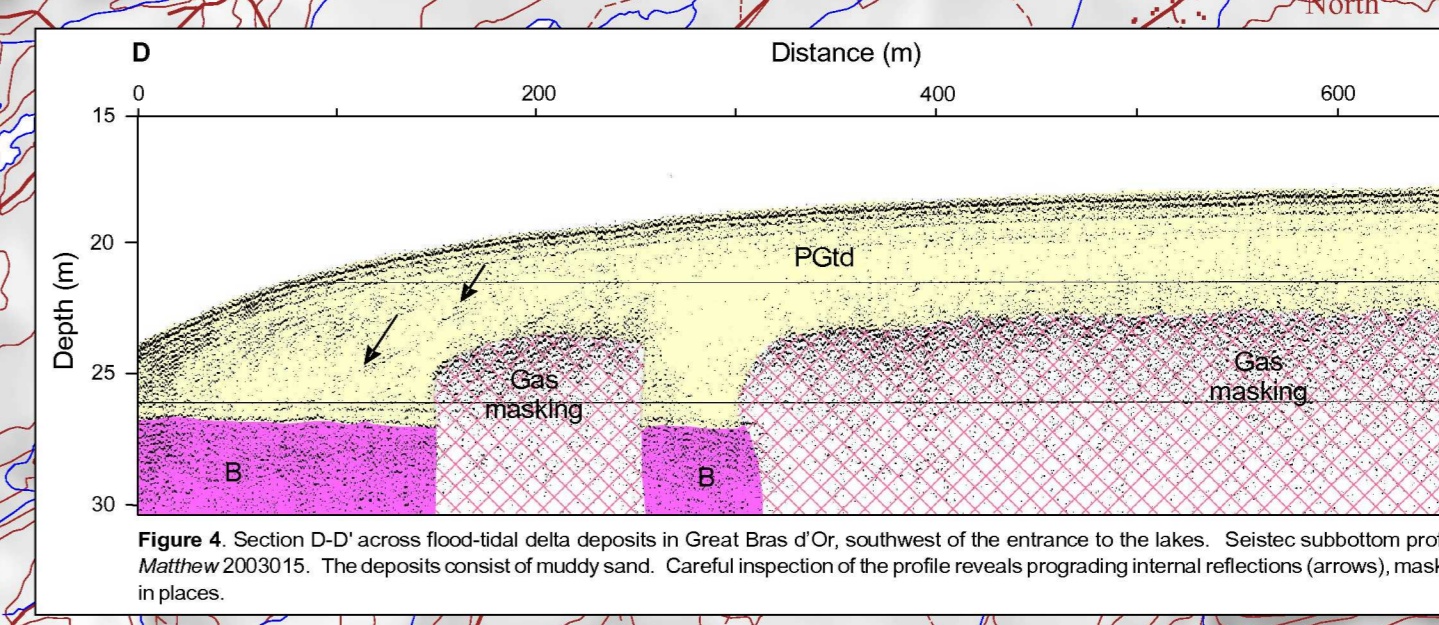 North
D
Distance (m)
0 200 400 600
15
20
25
30
Depth (m)
PGtd
Gas
masking
Gas
masking
B
B
Figure 4. Section D-D' across flood-tidal delta deposits in Great Bras d'Or, southwest of the entrance to the lakes. Seistec subbottom prof
Matthew 2003015. The deposits consist of muddy sand. Careful inspection of the profile reveals prograding internal reflections (arrows), mask
in places.